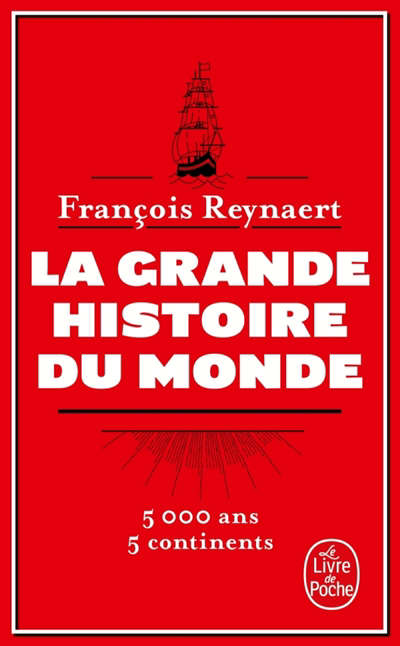 François Reynaert
LA GRANDE
HISTOIRE
DU MONDE
5 000 ans
5 continents
Le
Livre
de
Poche